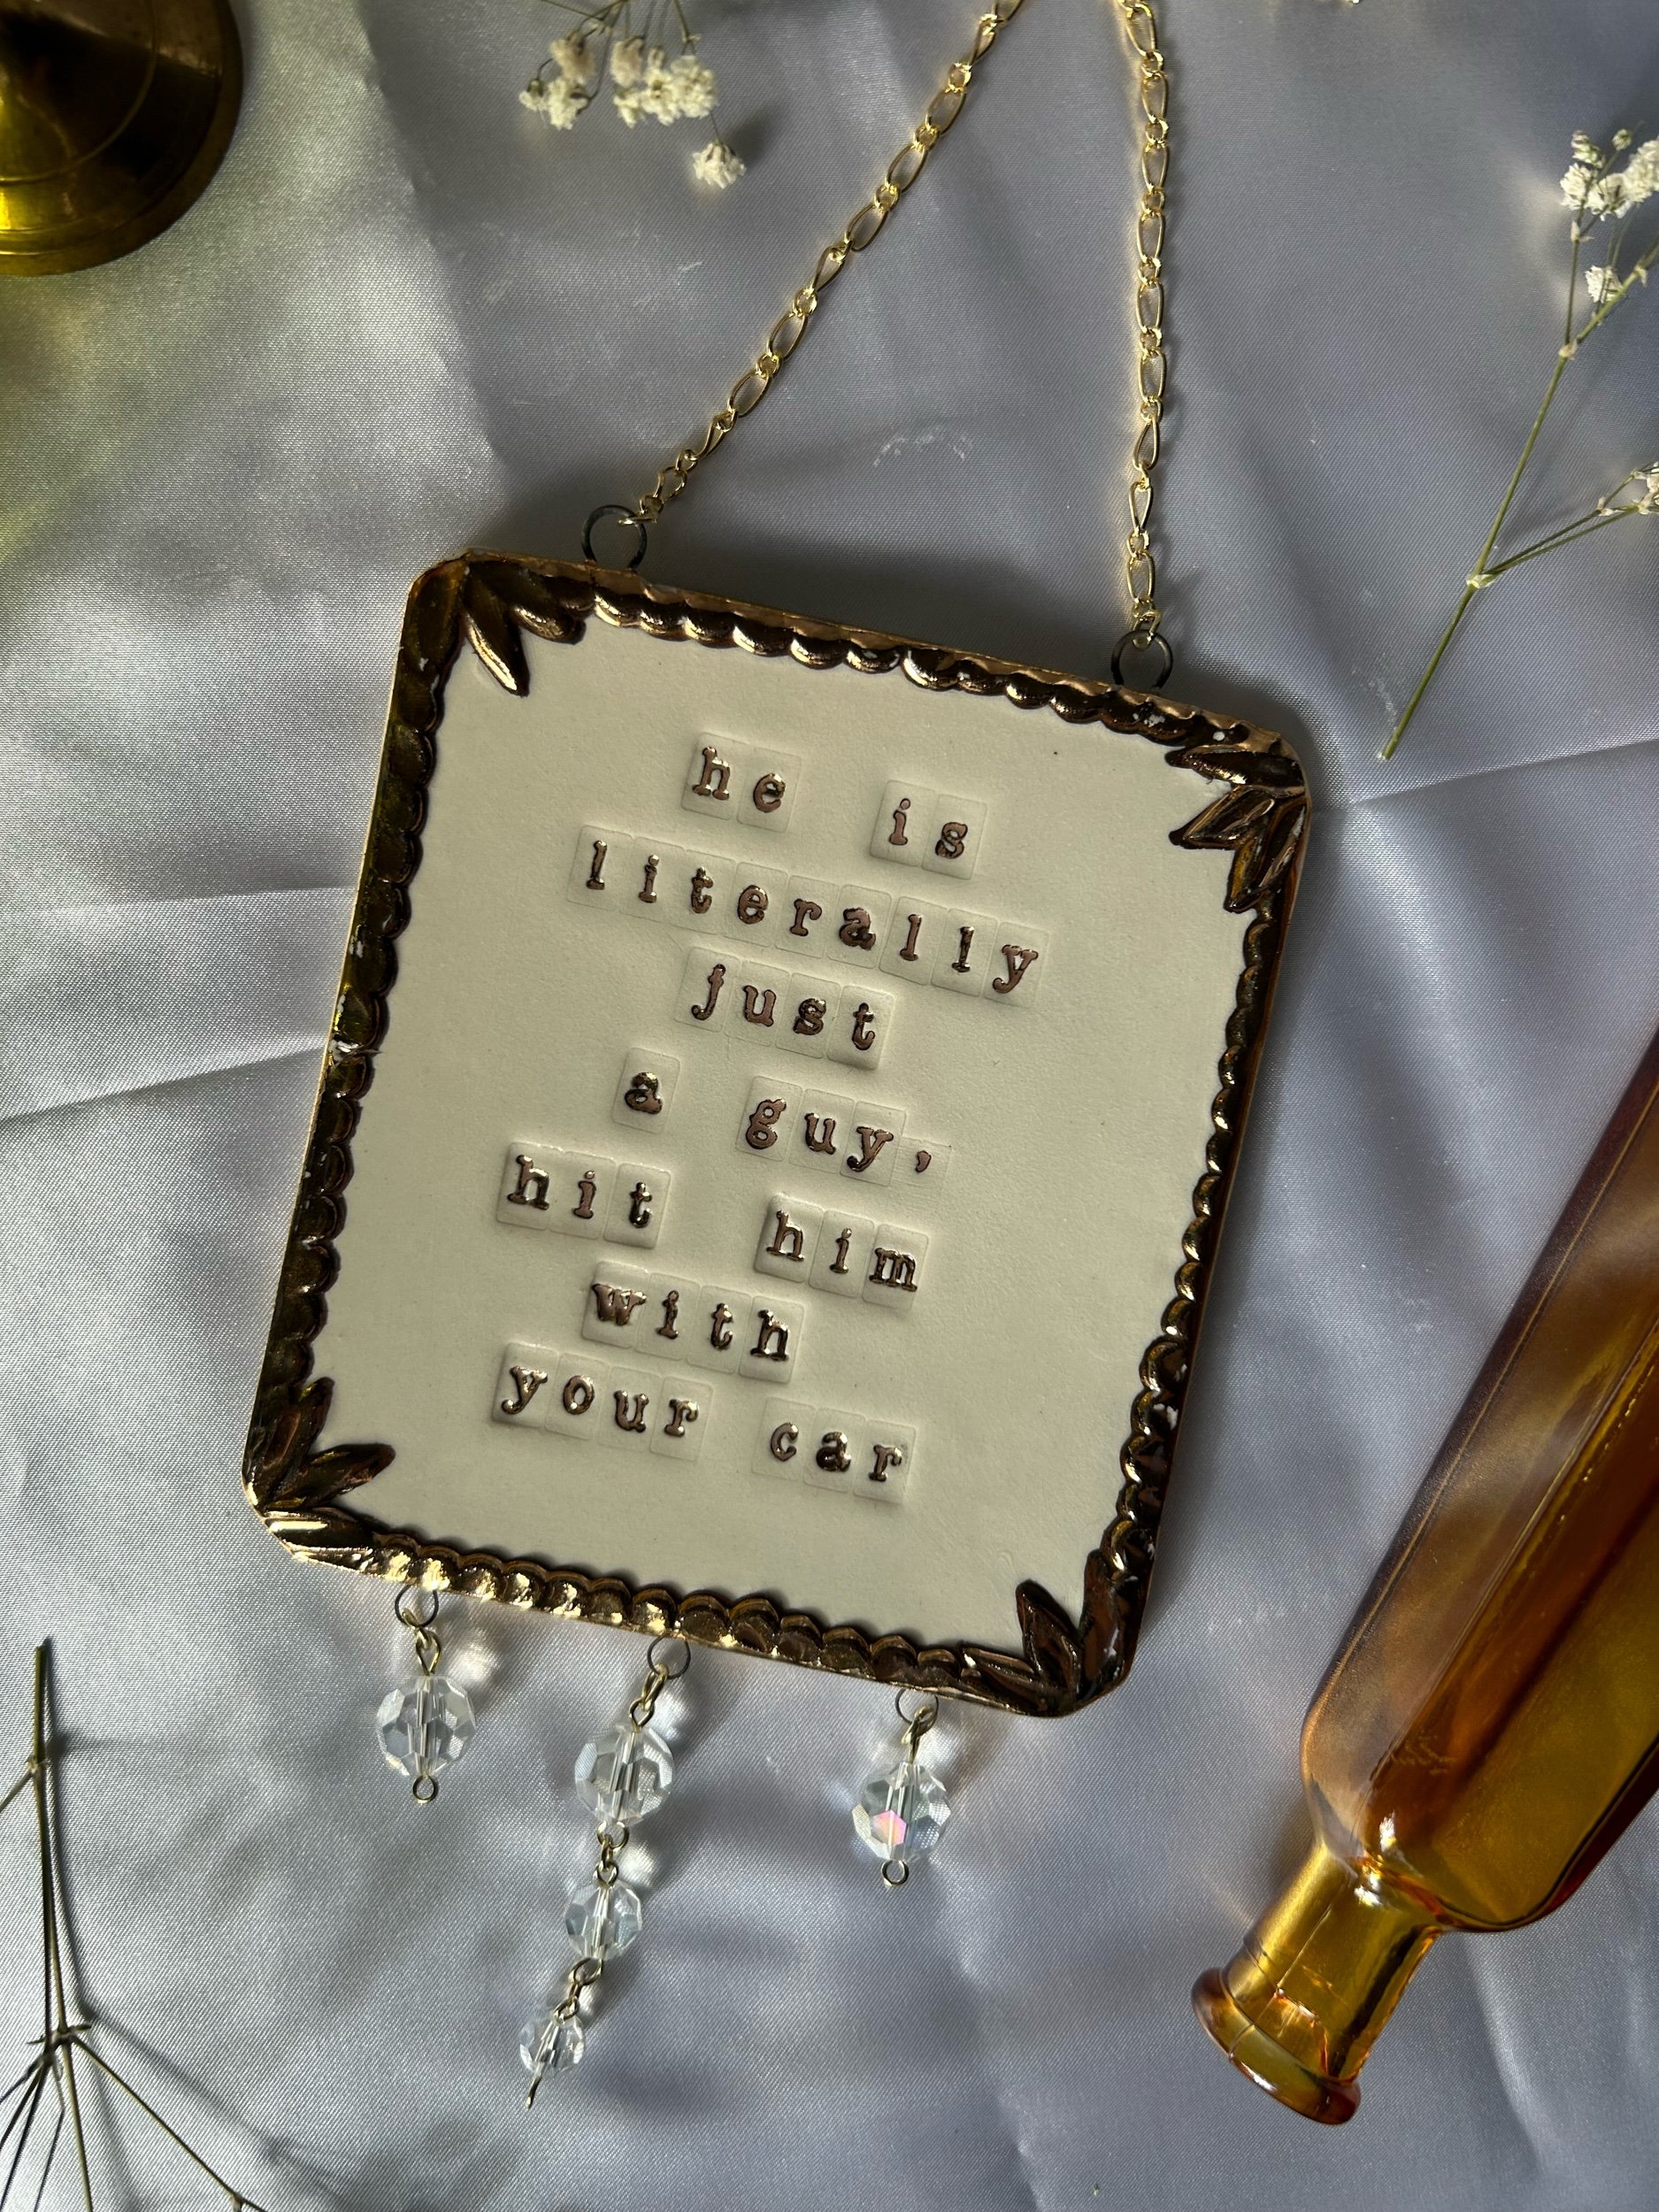 he is
literally
just
a guy,
hit him
with
your car